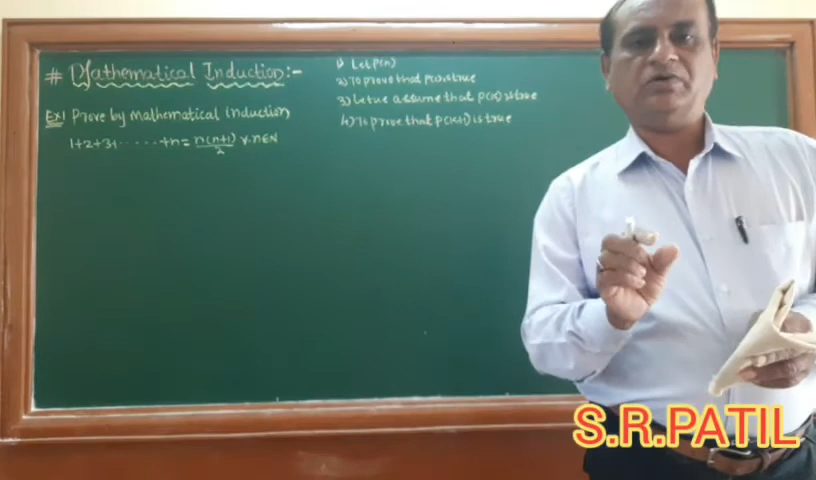 # Mathematical Induction:-
Ex:1 Prove by mathematical induction
1+2+3+ . . . . . . +n = n(n+1)/2 ∀ n∈N
1) Let P(n)
2) To prove that P(1) is true
3) Let us assume that P(k) is true
4) To prove that P(k+1) is true
S.R.PATIL